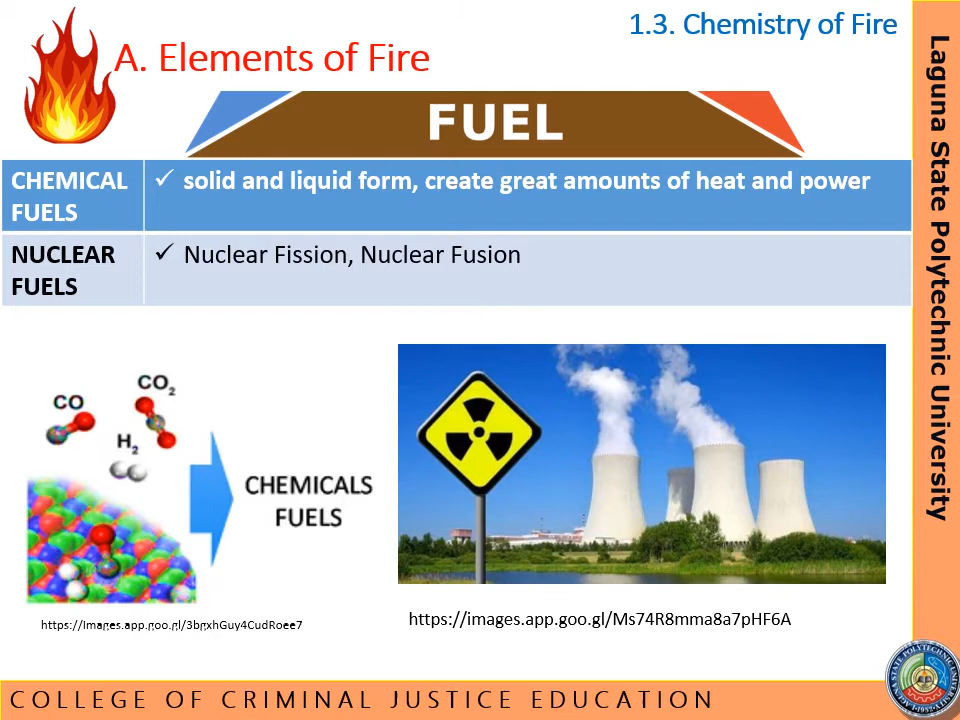 1.3. Chemistry of Fire
A. Elements of Fire
FUEL
CHEMICAL
FUELS
✓ solid and liquid form, create great amounts of heat and power
NUCLEAR
FUELS
✓ Nuclear Fission, Nuclear Fusion
CO
CO₂
H₂
CHEMICALS
FUELS
https://images.app.goo.gl/3bgxhGuy4CudRoee7
https://images.app.goo.gl/Ms74R8mma8a7pHF6A
Laguna State Polytechnic University
COLLEGE OF CRIMINAL JUSTICE EDUCATION